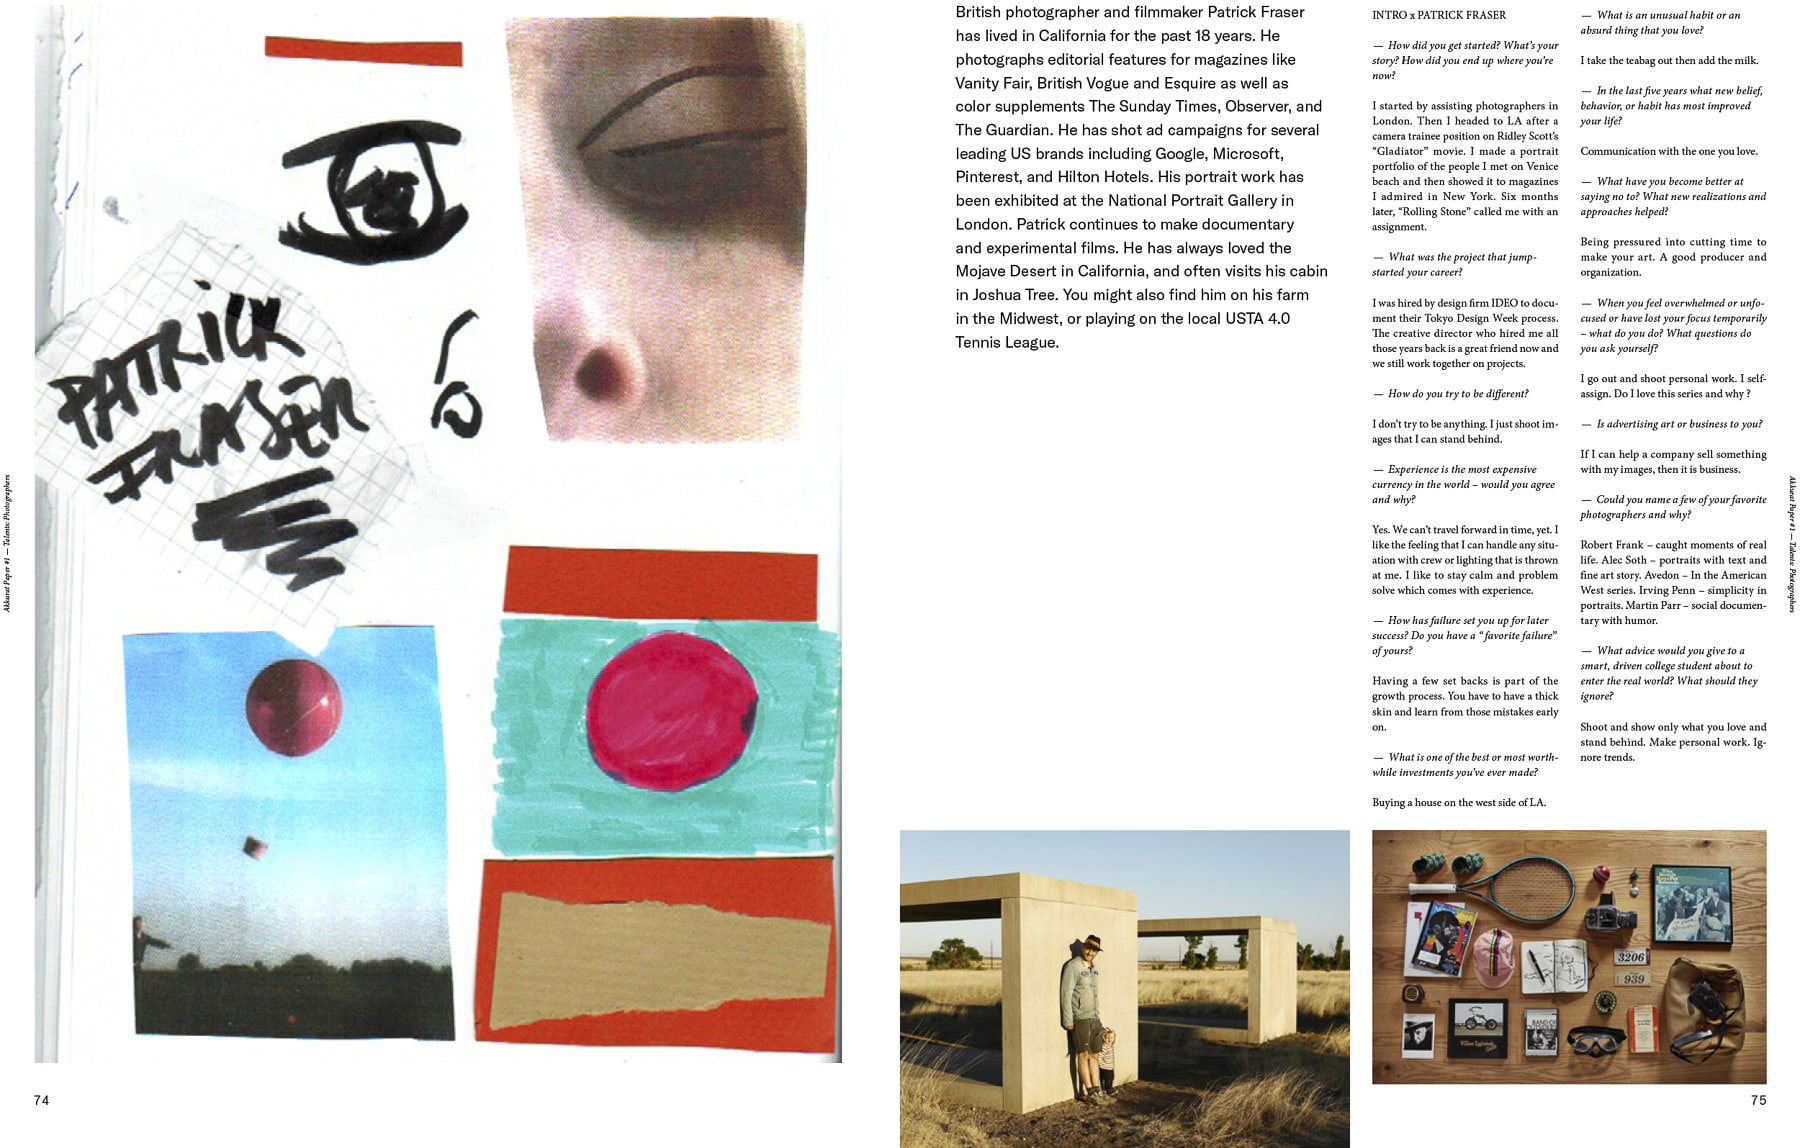 PATRICK
FRASER
Akkurat Paper #1 — Talents: Photographers
74
British photographer and filmmaker Patrick Fraser
has lived in California for the past 18 years. He
photographs editorial features for magazines like
Vanity Fair, British Vogue and Esquire as well as
color supplements The Sunday Times, Observer, and
The Guardian. He has shot ad campaigns for several
leading US brands including Google, Microsoft,
Pinterest, and Hilton Hotels. His portrait work has
been exhibited at the National Portrait Gallery in
London. Patrick continues to make documentary
and experimental films. He has always loved the
Mojave Desert in California, and often visits his cabin
in Joshua Tree. You might also find him on his farm
in the Midwest, or playing on the local USTA 4.0
Tennis League.
INTRO x PATRICK FRASER
— How did you get started? What's your
story? How did you end up where you're
now?
I started by assisting photographers in
London. Then I headed to LA after a
camera trainee position on Ridley Scott's
“Gladiator” movie. I made a portrait
portfolio of the people I met on Venice
beach and then showed it to magazines
I admired in New York. Six months
later, “Rolling Stone” called me with an
assignment.
— What was the project that jump-
started your career?
I was hired by design firm IDEO to docu-
ment their Tokyo Design Week process.
The creative director who hired me all
those years back is a great friend now and
we still work together on projects.
— How do you try to be different?
I don't try to be anything. I just shoot im-
ages that I can stand behind.
— Experience is the most expensive
currency in the world – would you agree
and why?
Yes. We can't travel forward in time, yet. I
like the feeling that I can handle any situ-
ation with crew or lighting that is thrown
at me. I like to stay calm and problem
solve which comes with experience.
— How has failure set you up for later
success? Do you have a “favorite failure”
of yours?
Having a few set backs is part of the
growth process. You have to have a thick
skin and learn from those mistakes early
on.
— What is one of the best or most worth-
while investments you've ever made?
Buying a house on the west side of LA.
— What is an unusual habit or an
absurd thing that you love?
I take the teabag out then add the milk.
— In the last five years what new belief,
behavior, or habit has most improved
your life?
Communication with the one you love.
— What have you become better at
saying no to? What new realizations and
approaches helped?
Being pressured into cutting time to
make your art. A good producer and
organization.
— When you feel overwhelmed or unfo-
cused or have lost your focus temporarily
– what do you do? What questions do
you ask yourself?
I go out and shoot personal work. I self-
assign. Do I love this series and why ?
— Is advertising art or business to you?
If I can help a company sell something
with my images, then it is business.
— Could you name a few of your favorite
photographers and why?
Robert Frank – caught moments of real
life. Alec Soth – portraits with text and
fine art story. Avedon – In the American
West series. Irving Penn – simplicity in
portraits. Martin Parr – social documen-
tary with humor.
— What advice would you give to a
smart, driven college student about to
enter the real world? What should they
ignore?
Shoot and show only what you love and
stand behind. Make personal work. Ig-
nore trends.
Akkurat Paper #1 — Talents: Photographers
3206
939
75